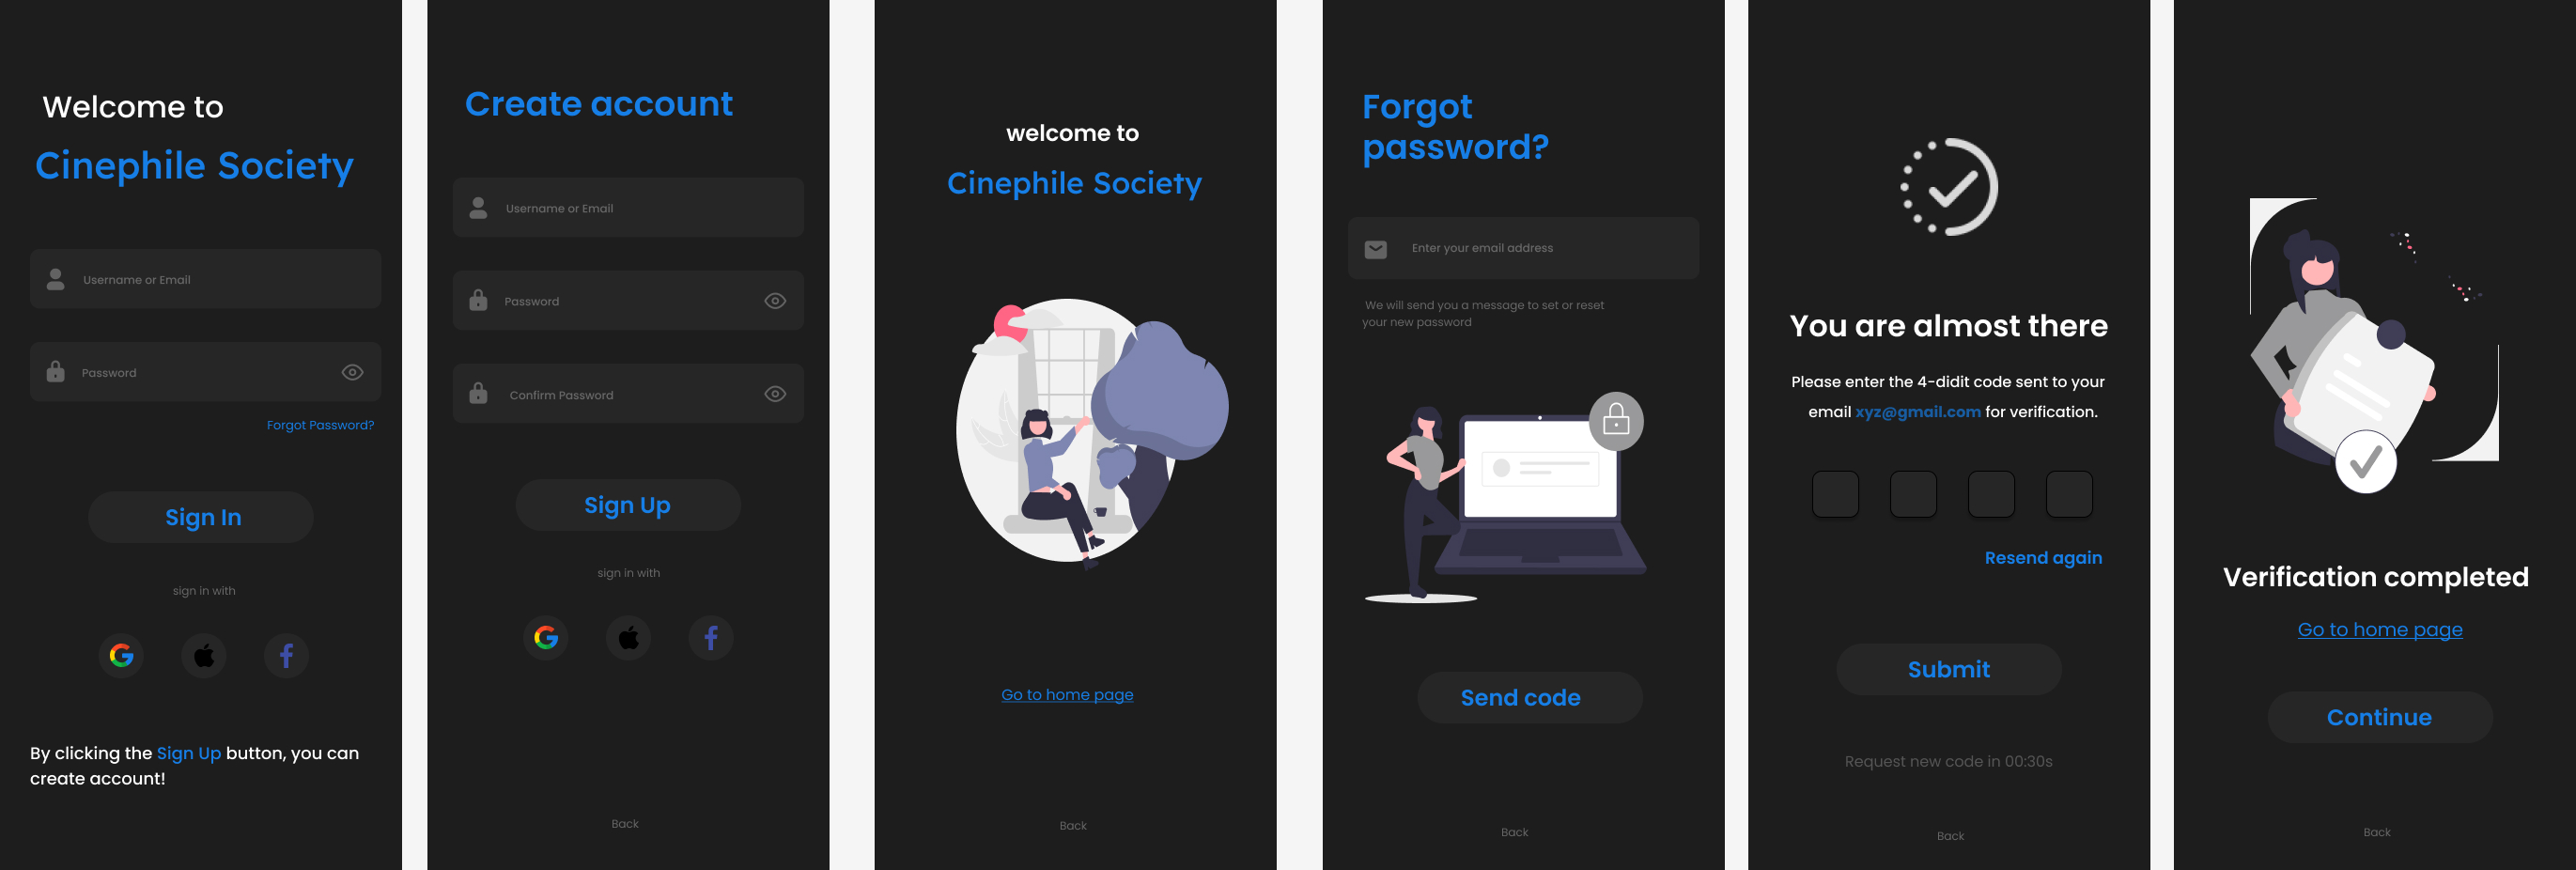 Welcome to
Cinephile Society
Username or Email
Password
Forgot Password?
Sign In
sign in with
By clicking the Sign Up button, you can
create account!
Create account
Username or Email
Password
Confirm Password
Sign Up
sign in with
Back
welcome to
Cinephile Society
Go to home page
Back
Forgot
password?
Enter your email address
We will send you a message to set or reset
your new password
Send code
Back
You are almost there
Please enter the 4-didit code sent to your
email xyz@gmail.com for verification.
Resend again
Submit
Request new code in 00:30s
Back
Verification completed
Go to home page
Continue
Back